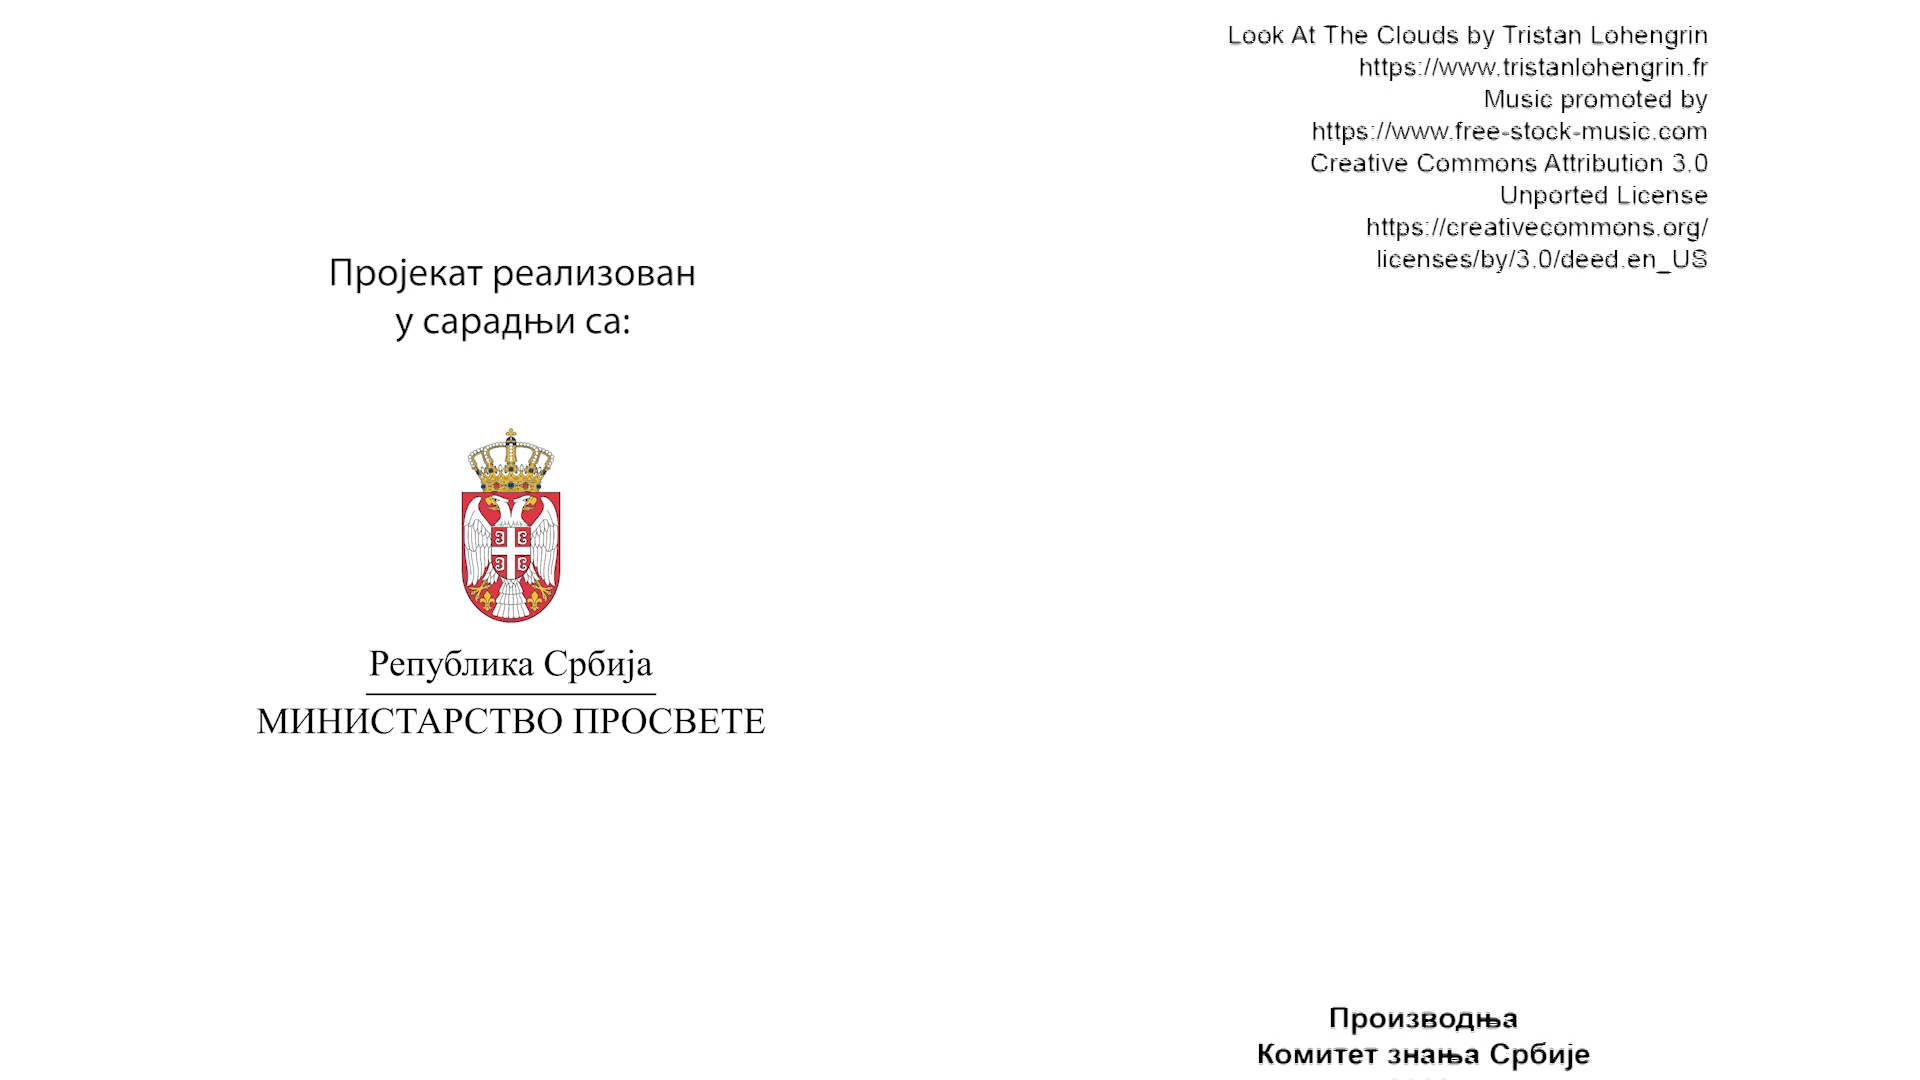 Look At The Clouds by Tristan Lohengrin
https://www.tristanlohengrin.fr
Music promoted by
https://www.free-stock-music.com
Creative Commons Attribution 3.0
Unported License
https://creativecommons.org/
licenses/by/3.0/deed.en_US
Пројекат реализован
у сарадњи са:
Република Србија
МИНИСТАРСТВО ПРОСВЕТЕ
Производња
Комитет знања Србије